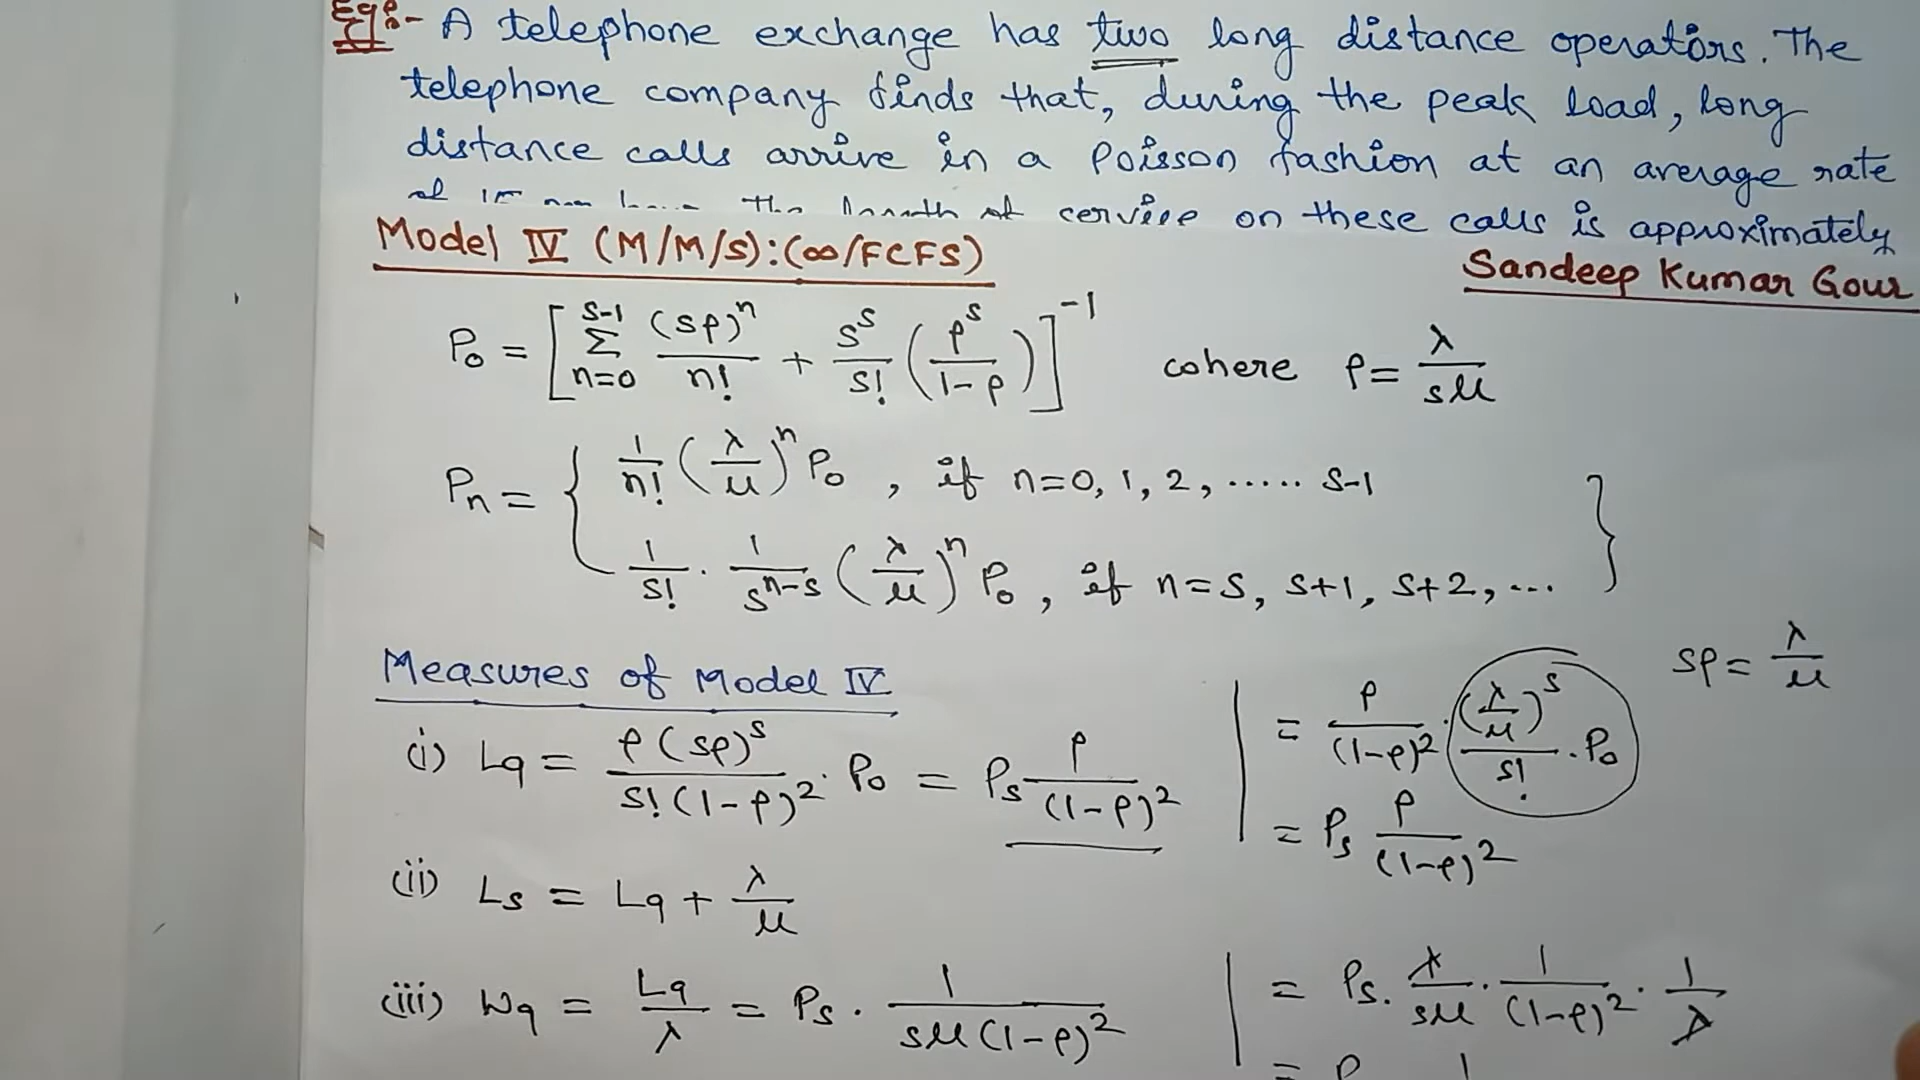 Eg:- A telephone exchange has two long distance operators. The
telephone company finds that, during the peak load, long
distance calls arrive in a Poisson fashion at an average rate
service on these calls is approximately
Model IV (M/M/S):(∞/FCFS)
Sandeep Kumar Gour
P₀ = [ Σ_{n=0}^{S-1} (Sρ)^n / n! + S^S / S! ( ρ^S / (1-ρ) ) ]^{-1} where ρ = λ / sμ
Pn = { 1/n! (λ/μ)^n P₀ , if n=0, 1, 2, ..... S-1
1/S! · 1/S^{n-s} (λ/μ)^n P₀ , if n=S, S+1, S+2, ... }
Measures of Model IV
Sρ = λ/μ
(i) Lq = ρ(Sρ)^S / S!(1-ρ)² · P₀ = Ps ρ / (1-ρ)²
= ρ / (1-ρ)² · (λ/μ)^S / S! · P₀
= Ps ρ / (1-ρ)²
(ii) Ls = Lq + λ/μ
(iii) Wq = Lq / λ = Ps · 1 / sμ(1-ρ)²
= Ps · λ / sμ · 1 / (1-ρ)² · 1 / λ